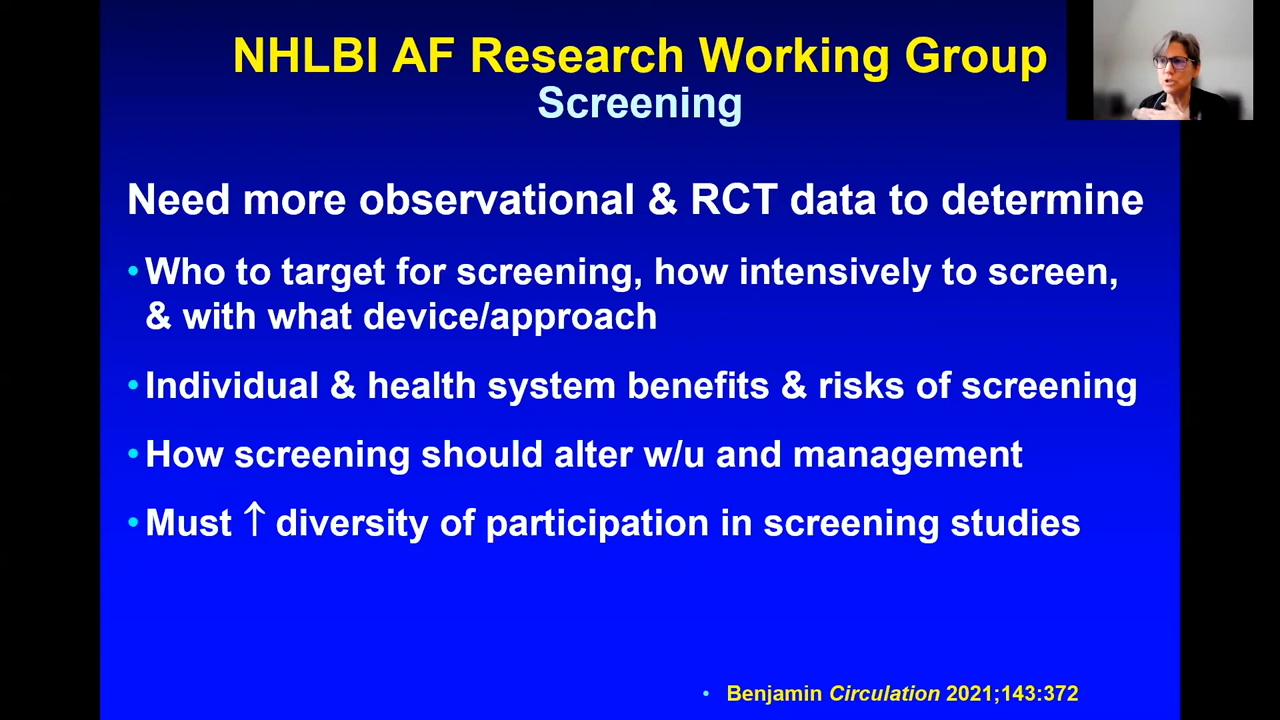 NHLBI AF Research Working Group
Screening
Need more observational & RCT data to determine
• Who to target for screening, how intensively to screen,
& with what device/approach
• Individual & health system benefits & risks of screening
• How screening should alter w/u and management
• Must ↑ diversity of participation in screening studies
• Benjamin Circulation 2021;143:372